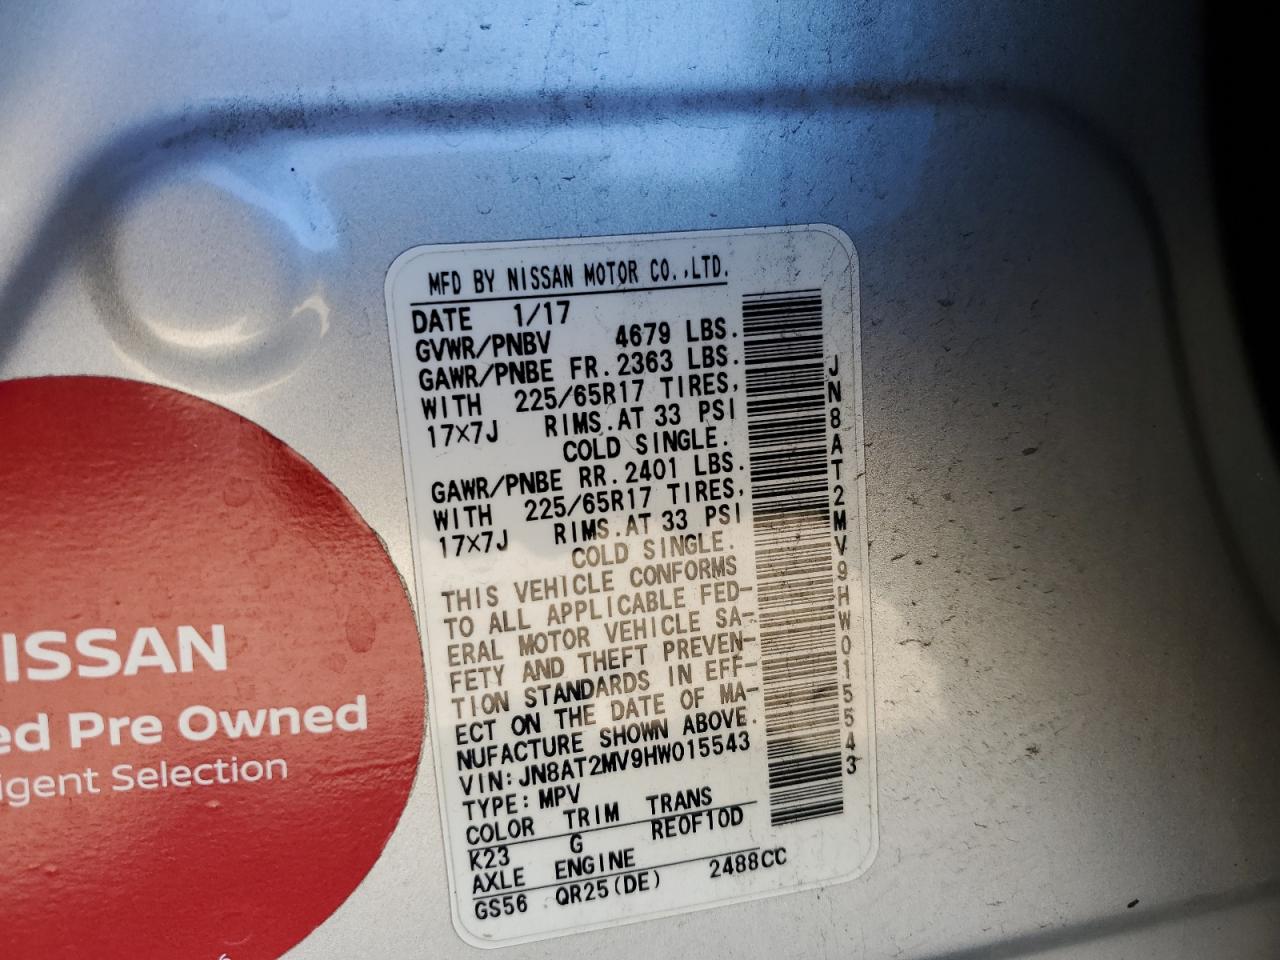 MFD BY NISSAN MOTOR CO.,LTD.
DATE 1/17
GVWR/PNBV 4679 LBS.
GAWR/PNBE FR. 2363 LBS.
WITH 225/65R17 TIRES,
17×7J RIMS.AT 33 PSI
COLD SINGLE.
GAWR/PNBE RR. 2401 LBS.
WITH 225/65R17 TIRES,
17×7J RIMS.AT 33 PSI
COLD SINGLE.
THIS VEHICLE CONFORMS
TO ALL APPLICABLE FED-
ERAL MOTOR VEHICLE SA-
FETY AND THEFT PREVEN-
TION STANDARDS IN EFF-
ECT ON THE DATE OF MA-
NUFACTURE SHOWN ABOVE.
VIN: JN8AT2MV9HW015543
TYPE: MPV
COLOR TRIM TRANS
K23 G RE0F10D
AXLE ENGINE
GS56 QR25(DE) 2488CC
JN8AT2MV9HW015543
ISSAN
ed Pre Owned
igent Selection